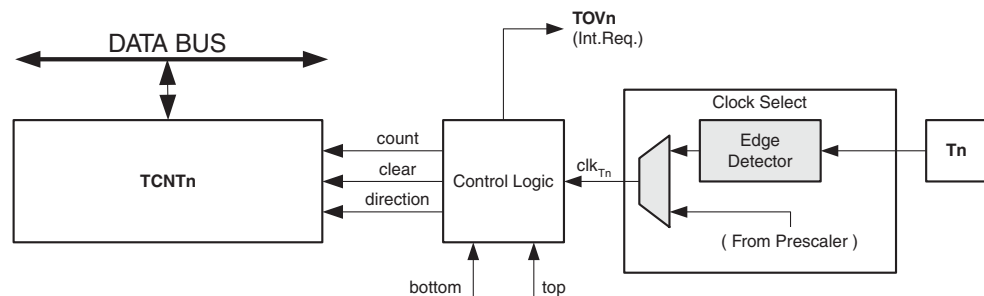 TOVn
(Int.Req.)
DATA BUS
Clock Select
count
Edge
Detector
Tn
TCNTn
clear
Control Logic
clkTn
direction
( From Prescaler )
bottom
top